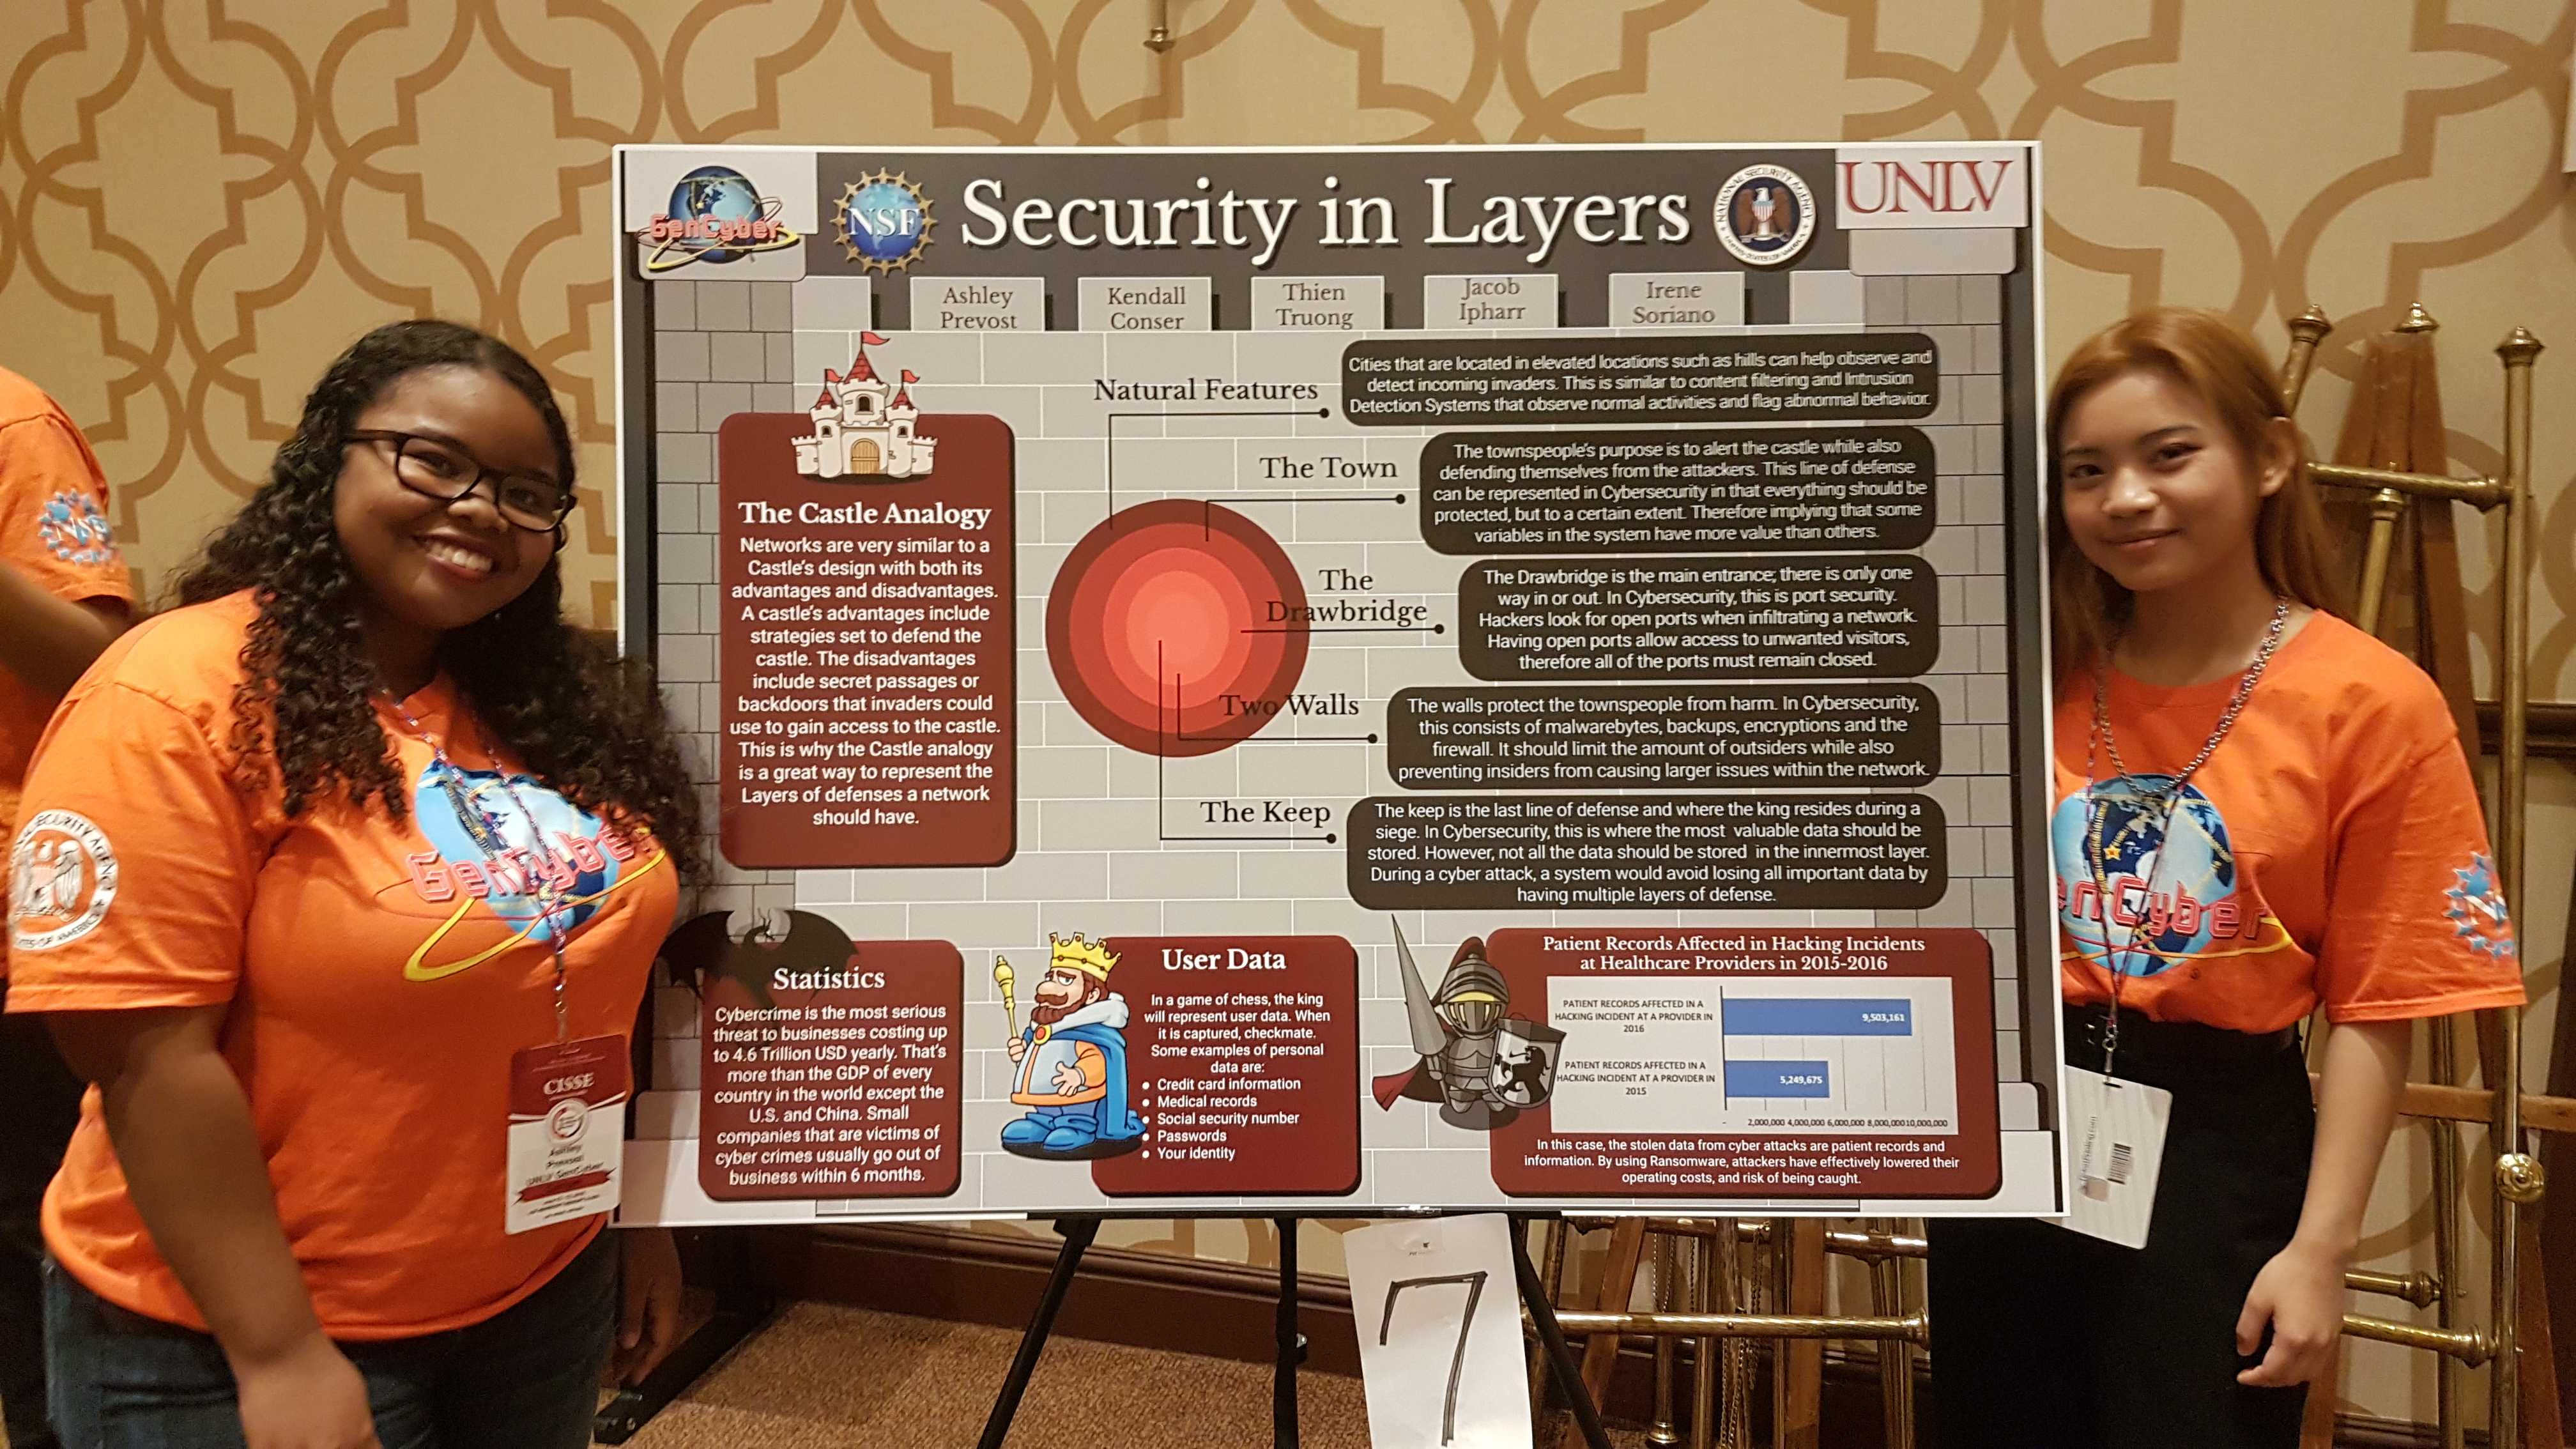 GenCyber
NSF
Security in Layers
NATIONAL SECURITY AGENCY
UNITED STATES OF AMERICA
UNLV
Ashley
Prevost
Kendall
Conser
Thien
Truong
Jacob
Ipharr
Irene
Soriano
The Castle Analogy
Networks are very similar to a
Castle's design with both its
advantages and disadvantages.
A castle's advantages include
strategies set to defend the
castle. The disadvantages
include secret passages or
backdoors that invaders could
use to gain access to the castle.
This is why the Castle analogy
is a great way to represent the
Layers of defenses a network
should have.
Natural Features
Cities that are located in elevated locations such as hills can help observe and
detect incoming invaders. This is similar to content filtering and Intrusion
Detection Systems that observe normal activities and flag abnormal behavior.
The Town
The townspeople's purpose is to alert the castle while also
defending themselves from the attackers. This line of defense
can be represented in Cybersecurity in that everything should be
protected, but to a certain extent. Therefore implying that some
variables in the system have more value than others.
The
Drawbridge
The Drawbridge is the main entrance; there is only one
way in or out. In Cybersecurity, this is port security.
Hackers look for open ports when infiltrating a network.
Having open ports allow access to unwanted visitors,
therefore all of the ports must remain closed.
Two Walls
The walls protect the townspeople from harm. In Cybersecurity,
this consists of malwarebytes, backups, encryptions and the
firewall. It should limit the amount of outsiders while also
preventing insiders from causing larger issues within the network.
The Keep
The keep is the last line of defense and where the king resides during a
siege. In Cybersecurity, this is where the most valuable data should be
stored. However, not all the data should be stored in the innermost layer.
During a cyber attack, a system would avoid losing all important data by
having multiple layers of defense.
Statistics
Cybercrime is the most serious
threat to businesses costing up
to 4.6 Trillion USD yearly. That's
more than the GDP of every
country in the world except the
U.S. and China. Small
companies that are victims of
cyber crimes usually go out of
business within 6 months.
User Data
In a game of chess, the king
will represent user data. When
it is captured, checkmate.
Some examples of personal
data are:
• Credit card information
• Medical records
• Social security number
• Passwords
• Your identity
Patient Records Affected in Hacking Incidents
at Healthcare Providers in 2015-2016
PATIENT RECORDS AFFECTED IN A
HACKING INCIDENT AT A PROVIDER IN
2016
9,503,161
PATIENT RECORDS AFFECTED IN A
HACKING INCIDENT AT A PROVIDER IN
2015
5,249,675
- 2,000,000 4,000,000 6,000,000 8,000,000 10,000,000
In this case, the stolen data from cyber attacks are patient records and
information. By using Ransomware, attackers have effectively lowered their
operating costs, and risk of being caught.
7
GenCyber
SECURITY AGENCY
CISSE
Ashley
Prevost
UNLV GenCyber
enCyber